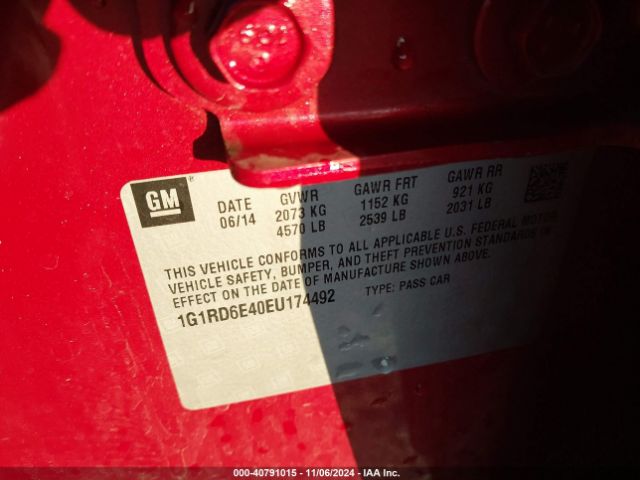 GM ®
DATE GVWR GAWR FRT GAWR RR
06/14 2073 KG 1152 KG 921 KG
4570 LB 2539 LB 2031 LB
THIS VEHICLE CONFORMS TO ALL APPLICABLE U.S. FEDERAL MOTOR
VEHICLE SAFETY, BUMPER, AND THEFT PREVENTION STANDARDS IN
EFFECT ON THE DATE OF MANUFACTURE SHOWN ABOVE.
1G1RD6E40EU174492 TYPE: PASS CAR
000-40791015 - 11/06/2024 - IAA Inc.